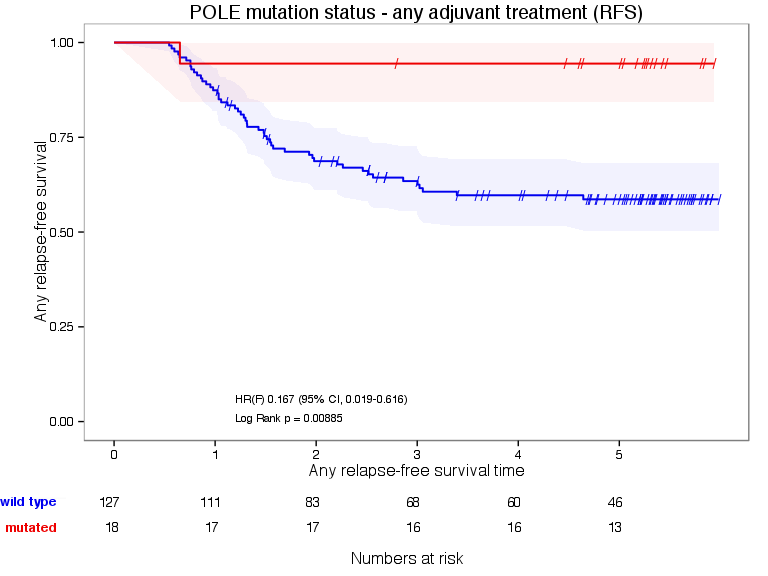 POLE mutation status - any adjuvant treatment (RFS)
Any relapse-free survival
1.00
0.75
0.50
0.25
0.00
HR(F) 0.167 (95% CI, 0.019-0.616)
Log Rank p = 0.00885
0 1 2 3 4 5
Any relapse-free survival time
wild type 127 111 83 68 60 46
mutated 18 17 17 16 16 13
Numbers at risk